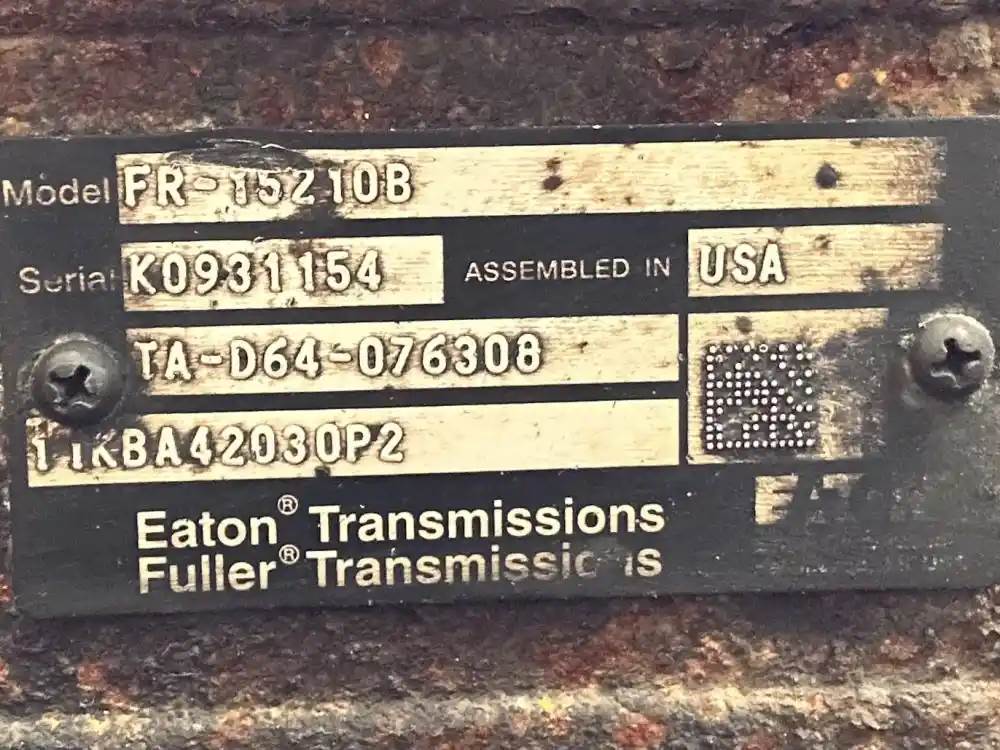 Model FR-15210B
Serial K0931154 ASSEMBLED IN USA
TA-D64-076308
11KBA42030P2
Eaton® Transmissions
Fuller® Transmissions